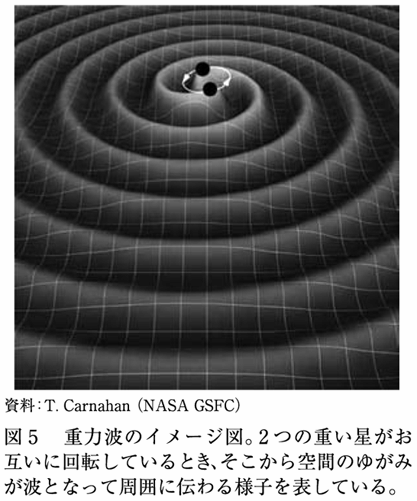 資料:T. Carnahan (NASA GSFC)
図5　重力波のイメージ図。2つの重い星がお
互いに回転しているとき、そこから空間のゆがみ
が波となって周囲に伝わる様子を表している。